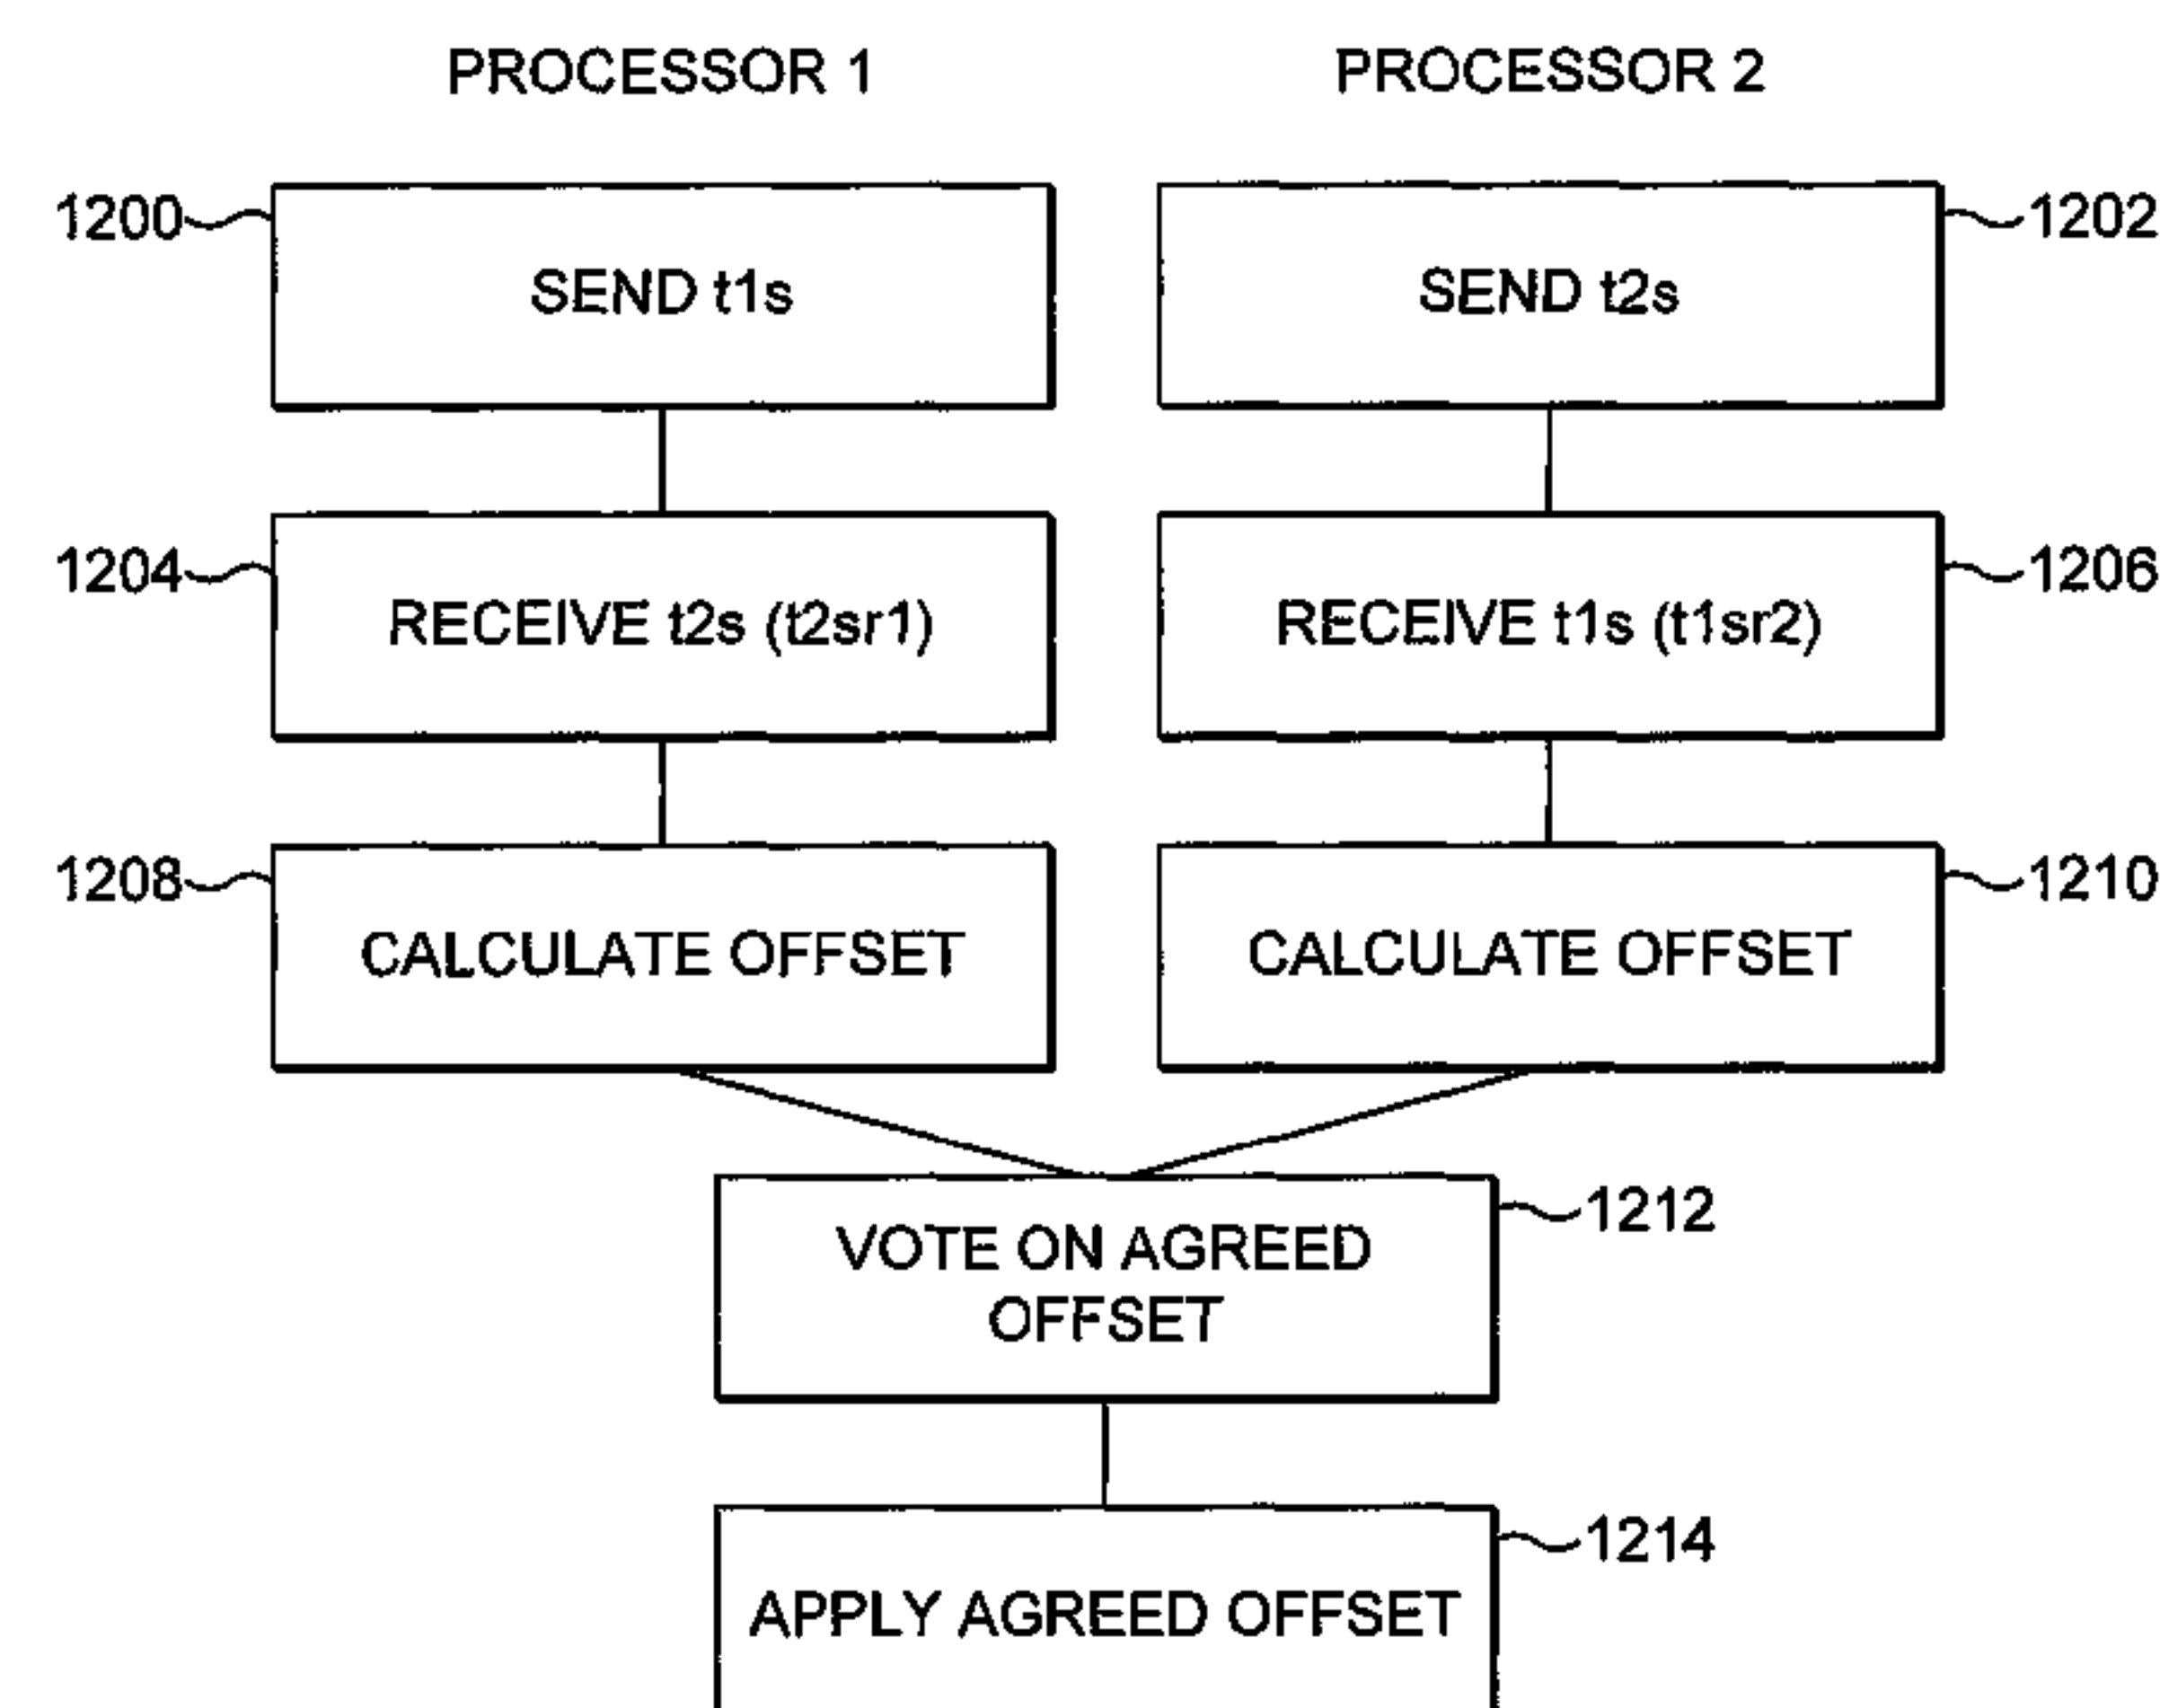 PROCESSOR 1
PROCESSOR 2
1200
SEND t1s
SEND t2s
1202
1204
RECEIVE t2s (t2sr1)
RECEIVE t1s (t1sr2)
1206
1208
CALCULATE OFFSET
CALCULATE OFFSET
1210
VOTE ON AGREED
OFFSET
1212
APPLY AGREED OFFSET
1214